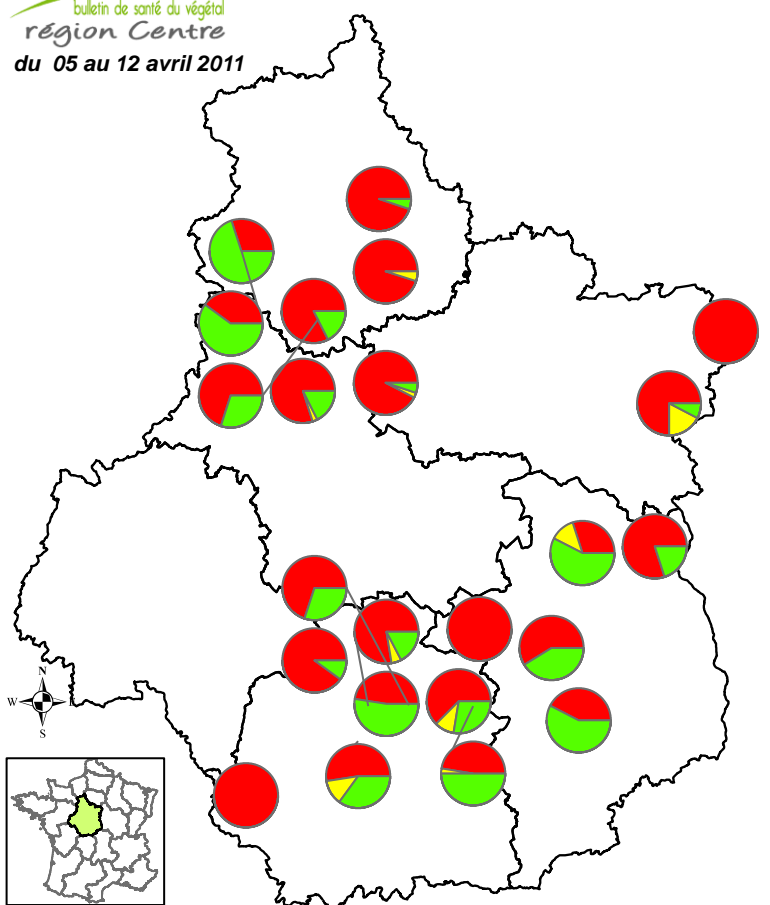 bulletin de santé du végétal
région Centre
du 05 au 12 avril 2011
N
W
S